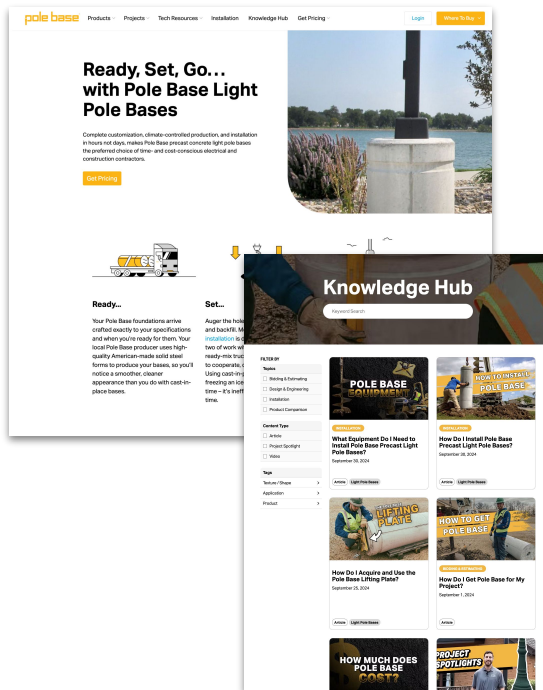 pole base
Products
Projects
Tech Resources
Installation
Knowledge Hub
Get Pricing
Login
Where To Buy
Ready, Set, Go…
with Pole Base Light
Pole Bases
Complete customization, climate-controlled production, and installation
in hours not days, makes Pole Base precast concrete light pole bases
the preferred choice of time- and cost-conscious electrical and
construction contractors.
Get Pricing
Ready...
Your Pole Base foundations arrive
crafted exactly to your specifications
and when you're ready for them. Your
local Pole Base producer uses high-
quality American-made solid steel
forms to produce your bases, so you'll
notice a smoother, cleaner
appearance than you do with cast-in-
place bases.
Set...
Auger the hole
and backfill.
installation is
two of work
ready-mix
to cooperate,
Using cast-in-
freezing an ice
time – it's
time.
Knowledge Hub
Keyword Search
FILTER BY
Topics
Bidding & Estimating
Design & Engineering
Installation
Product Comparison
Content Type
Article
Project Spotlight
Video
Tags
Texture / Shape
Application
Product
POLE BASE
EQUIPMENT
INSTALLATION
What Equipment Do I Need to
Install Pole Base Precast Light
Pole Bases?
September 30, 2024
Article
Light Pole Bases
HOW TO INSTALL
POLE BASE
INSTALLATION
How Do I Install Pole Base
Precast Light Pole Bases?
September 30, 2024
Article
Light Pole Bases
LIFTING
PLATE
How Do I Acquire and Use the
Pole Base Lifting Plate?
September 25, 2024
Article
Light Pole Bases
HOW TO GET
POLE BASE
BIDDING & ESTIMATING
How Do I Get Pole Base for My
Project?
September 1, 2024
Article
HOW MUCH DOES
POLE BASE
COST?
PROJECT
SPOTLIGHTS